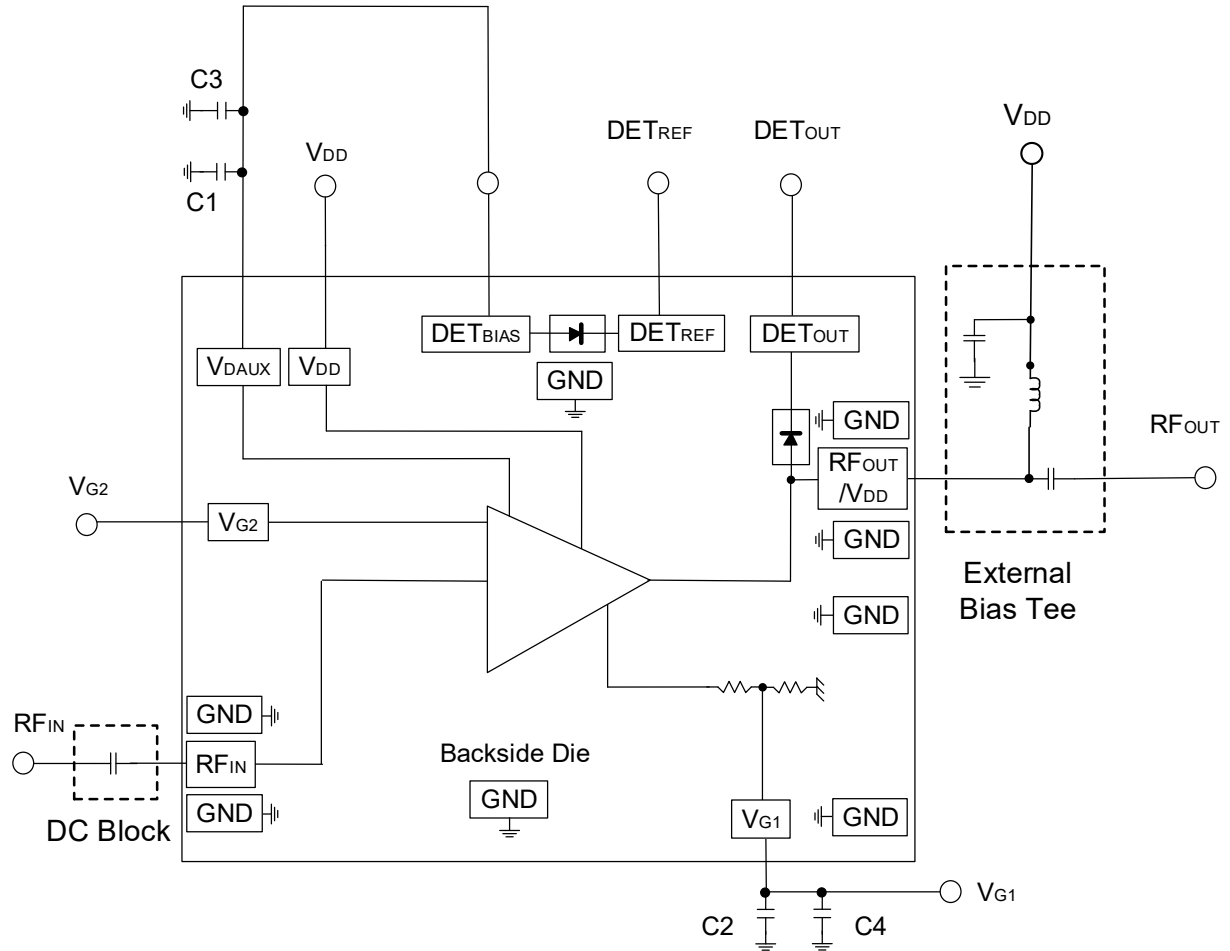 C3
C1
VDD
DETREF
DETOUT
VDD
DETBIAS
DETREF
DETOUT
VDAUX
VDD
GND
GND
RFOUT
/VDD
RFOUT
VG2
VG2
GND
External
Bias Tee
GND
GND
RFIN
RFIN
Backside Die
GND
GND
VG1
GND
DC Block
VG1
C2
C4